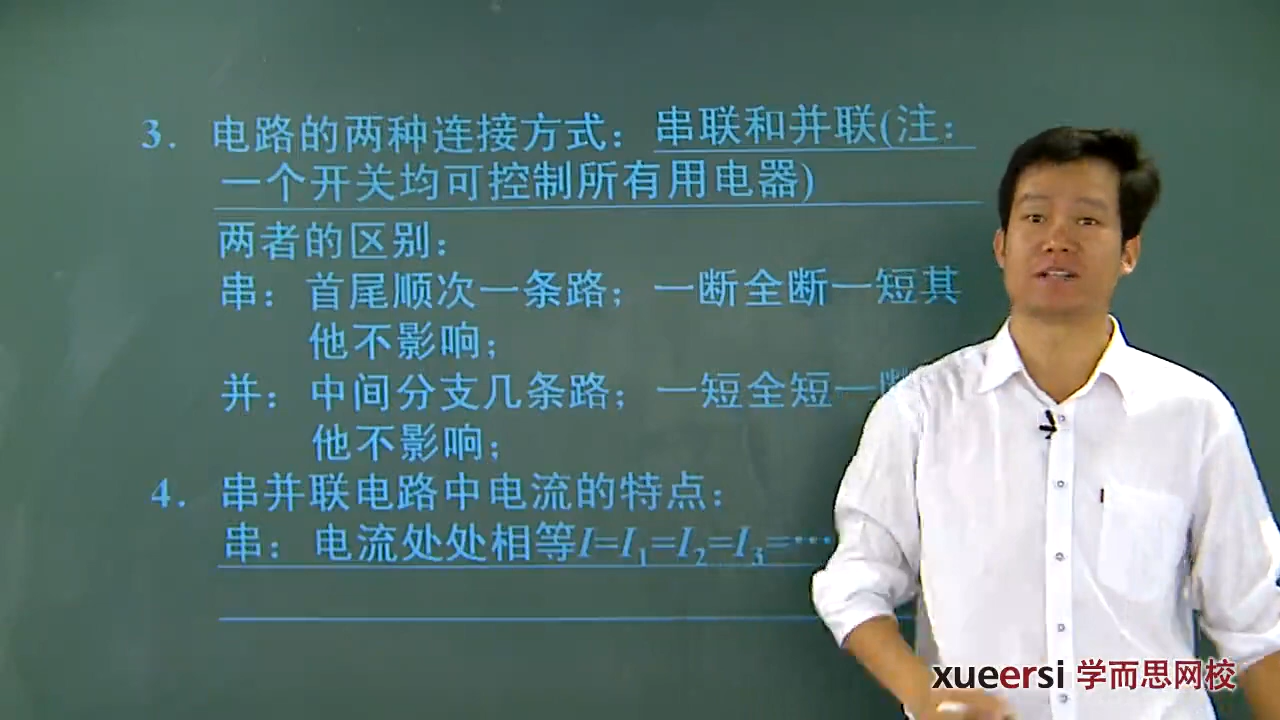 3. 电路的两种连接方式：串联和并联(注：
一个开关均可控制所有用电器)
两者的区别：
串：首尾顺次一条路；一断全断一短其
他不影响；
并：中间分支几条路；一短全短一
他不影响；
4. 串并联电路中电流的特点：
串：电流处处相等I=I₁=I₂=I₃=…
xueersi 学而思网校